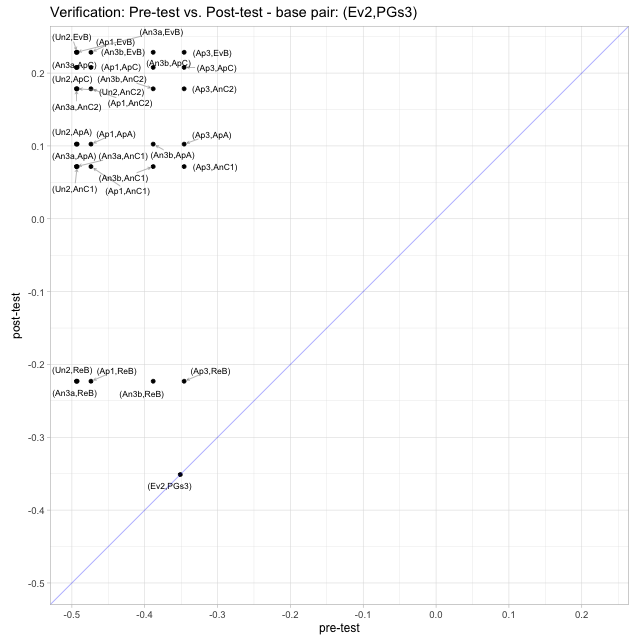 Verification: Pre-test vs. Post-test - base pair: (Ev2,PGs3)
(An3a,EvB)
(Un2,EvB)
(Ap1,EvB)
(An3b,EvB)
(Ap3,EvB)
(An3a,ApC)
(Ap1,ApC)
(An3b,ApC)
(Ap3,ApC)
0.2
(Un2,ApC)
(An3b,AnC2)
(Un2,AnC2)
(Ap3,AnC2)
(An3a,AnC2)
(Ap1,AnC2)
(Un2,ApA)
(Ap1,ApA)
(Ap3,ApA)
0.1
(An3a,ApA)
(An3a,AnC1)
(An3b,ApA)
(Ap3,AnC1)
(An3b,AnC1)
(Un2,AnC1)
(Ap1,AnC1)
0.0
-0.1
post-test
-0.2
(Un2,ReB)
(Ap1,ReB)
(Ap3,ReB)
(An3a,ReB)
(An3b,ReB)
-0.3
(Ev2,PGs3)
-0.4
-0.5
-0.5 -0.4 -0.3 -0.2 -0.1 0.0 0.1 0.2
pre-test